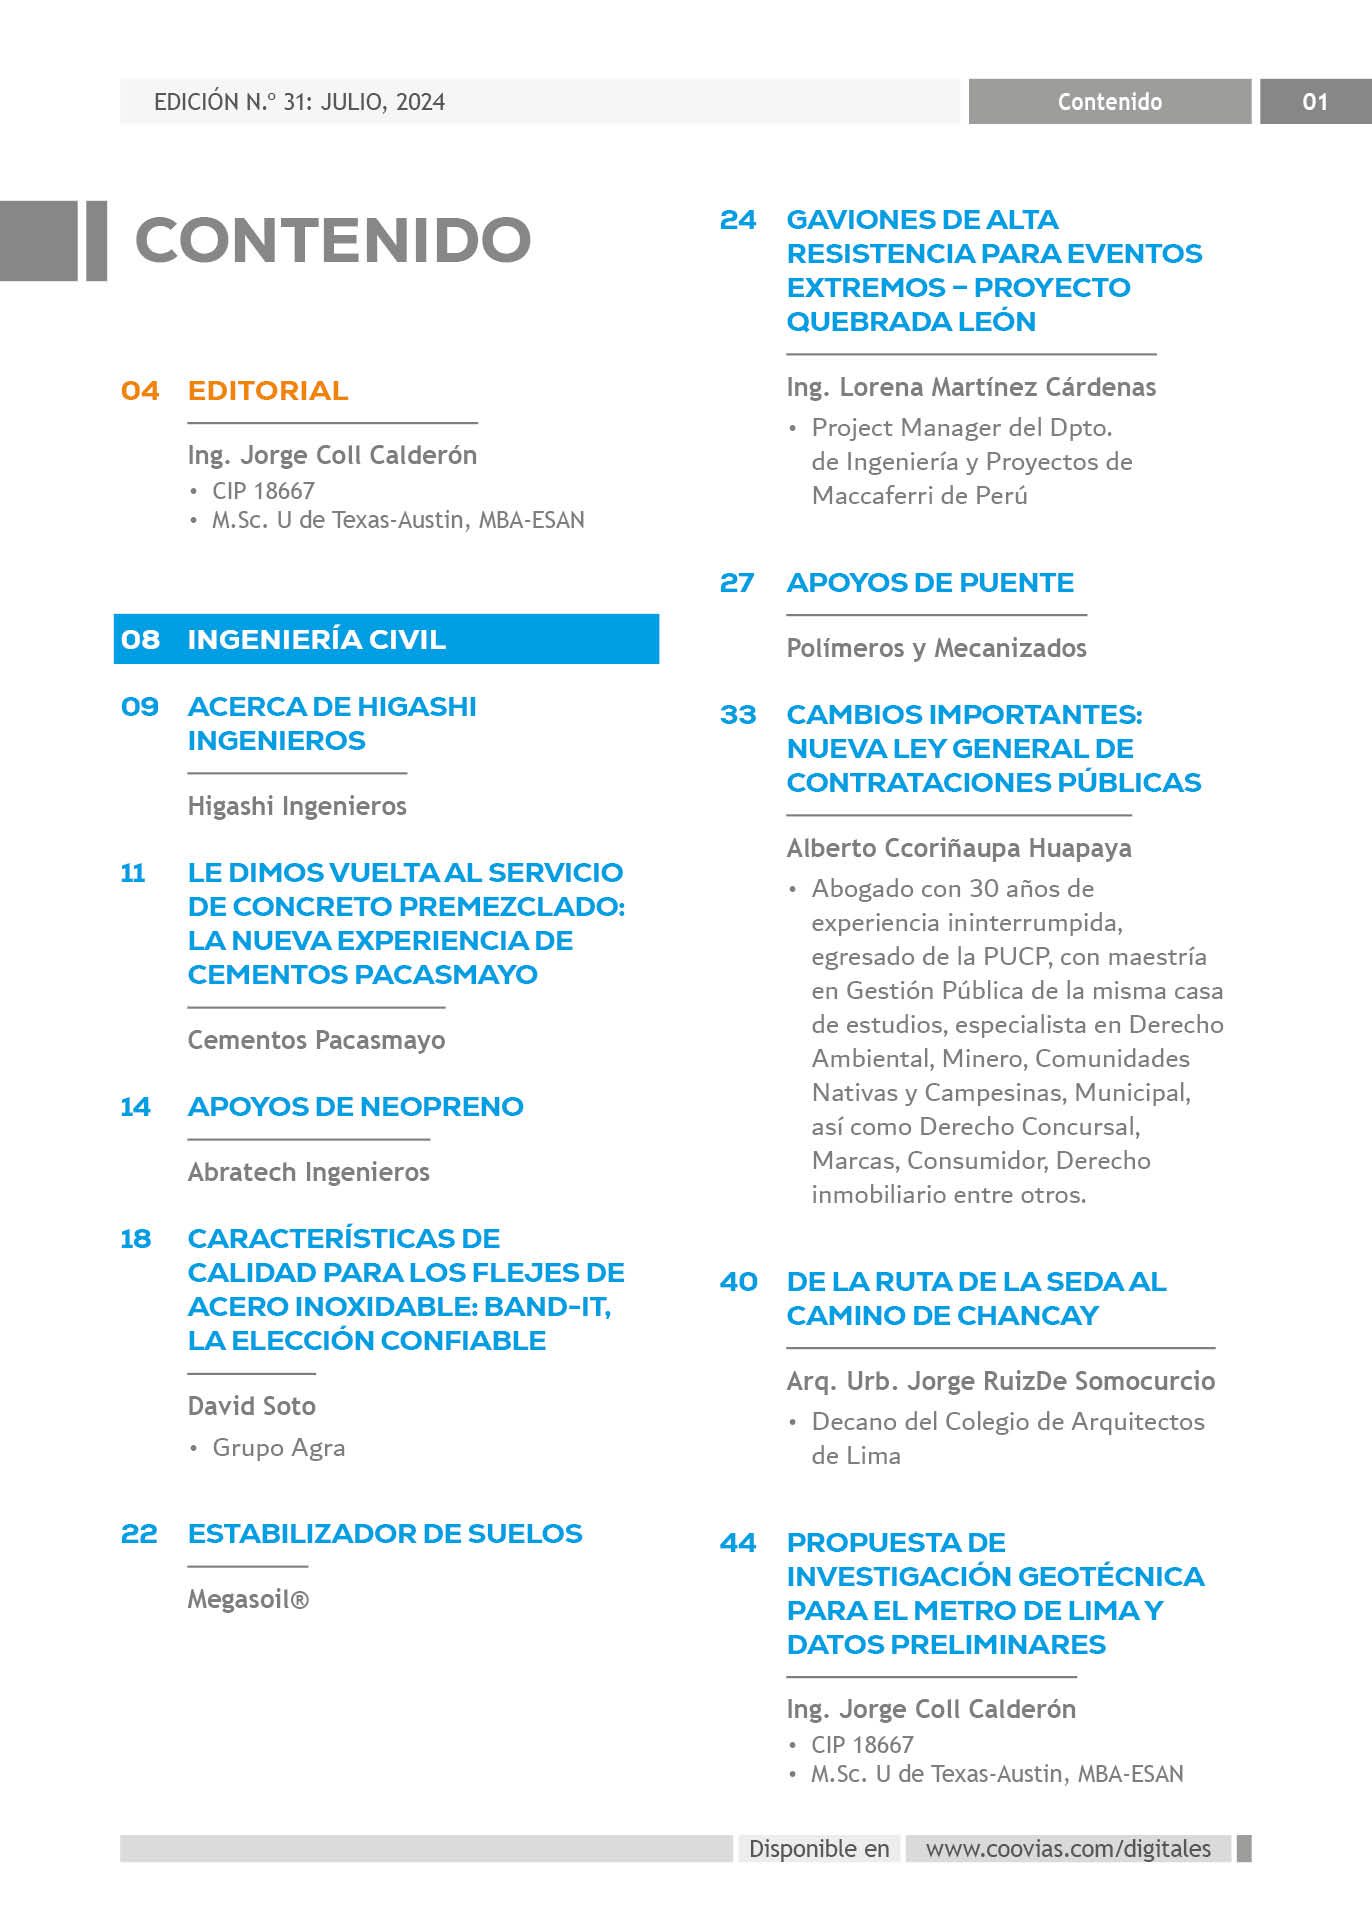 EDICIÓN N.º 31: JULIO, 2024
Contenido
01
CONTENIDO
04 EDITORIAL
Ing. Jorge Coll Calderón
• CIP 18667
• M.Sc. U de Texas-Austin, MBA-ESAN
08 INGENIERÍA CIVIL
09 ACERCA DE HIGASHI
INGENIEROS
Higashi Ingenieros
11 LE DIMOS VUELTA AL SERVICIO
DE CONCRETO PREMEZCLADO:
LA NUEVA EXPERIENCIA DE
CEMENTOS PACASMAYO
Cementos Pacasmayo
14 APOYOS DE NEOPRENO
Abratech Ingenieros
18 CARACTERÍSTICAS DE
CALIDAD PARA LOS FLEJES DE
ACERO INOXIDABLE: BAND-IT,
LA ELECCIÓN CONFIABLE
David Soto
• Grupo Agra
22 ESTABILIZADOR DE SUELOS
Megasoil®
24 GAVIONES DE ALTA
RESISTENCIA PARA EVENTOS
EXTREMOS – PROYECTO
QUEBRADA LEÓN
Ing. Lorena Martínez Cárdenas
• Project Manager del Dpto.
de Ingeniería y Proyectos de
Maccaferri de Perú
27 APOYOS DE PUENTE
Polímeros y Mecanizados
33 CAMBIOS IMPORTANTES:
NUEVA LEY GENERAL DE
CONTRATACIONES PÚBLICAS
Alberto Ccoriñaupa Huapaya
• Abogado con 30 años de
experiencia ininterrumpida,
egresado de la PUCP, con maestría
en Gestión Pública de la misma casa
de estudios, especialista en Derecho
Ambiental, Minero, Comunidades
Nativas y Campesinas, Municipal,
así como Derecho Concursal,
Marcas, Consumidor, Derecho
inmobiliario entre otros.
40 DE LA RUTA DE LA SEDA AL
CAMINO DE CHANCAY
Arq. Urb. Jorge RuizDe Somocurcio
• Decano del Colegio de Arquitectos
de Lima
44 PROPUESTA DE
INVESTIGACIÓN GEOTÉCNICA
PARA EL METRO DE LIMA Y
DATOS PRELIMINARES
Ing. Jorge Coll Calderón
• CIP 18667
• M.Sc. U de Texas-Austin, MBA-ESAN
Disponible en www.coovias.com/digitales